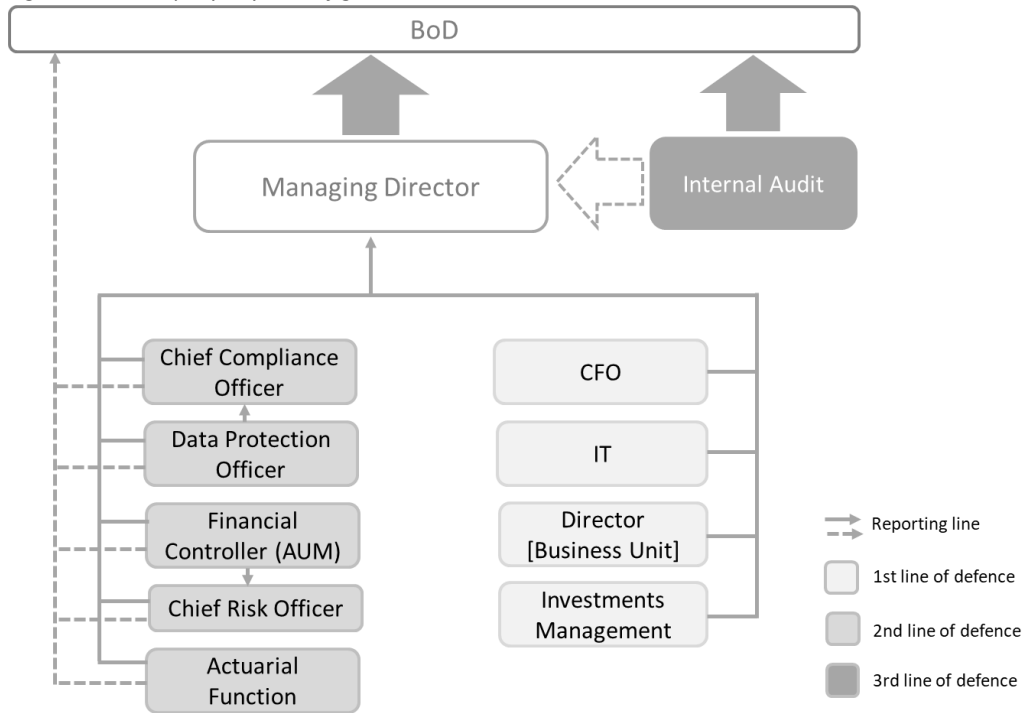 BoD
Managing Director
Internal Audit
Chief Compliance
Officer
Data Protection
Officer
Financial
Controller (AUM)
Chief Risk Officer
Actuarial
Function
CFO
IT
Director
[Business Unit]
Investments
Management
Reporting line
1st line of defence
2nd line of defence
3rd line of defence